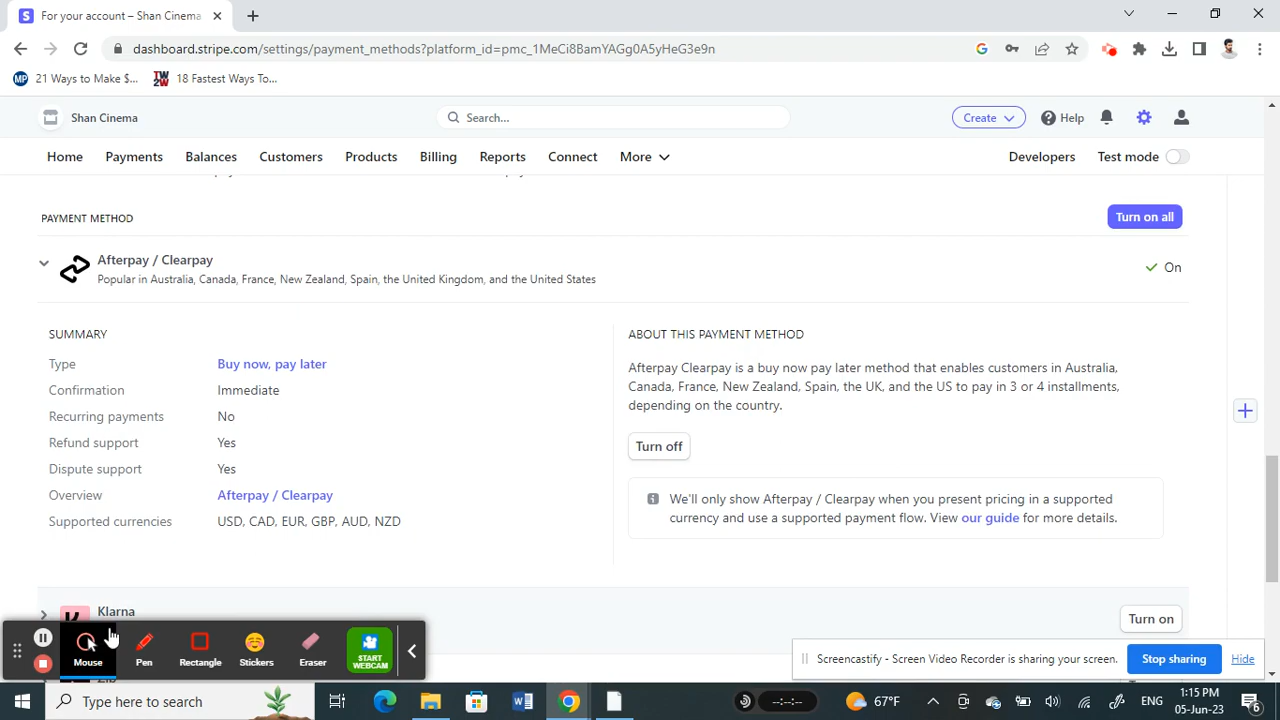 For your account – Shan Cinema
dashboard.stripe.com/settings/payment_methods?platform_id=pmc_1MeCi8BamYAGg0A5yHeG3e9n
MP 21 Ways to Make $...
TW2W 18 Fastest Ways To...
Shan Cinema
Search...
Create
Help
Home
Payments
Balances
Customers
Products
Billing
Reports
Connect
More
Developers
Test mode
PAYMENT METHOD
Turn on all
Afterpay / Clearpay
Popular in Australia, Canada, France, New Zealand, Spain, the United Kingdom, and the United States
On
SUMMARY
Type Buy now, pay later
Confirmation Immediate
Recurring payments No
Refund support Yes
Dispute support Yes
Overview Afterpay / Clearpay
Supported currencies USD, CAD, EUR, GBP, AUD, NZD
ABOUT THIS PAYMENT METHOD
Afterpay Clearpay is a buy now pay later method that enables customers in Australia,
Canada, France, New Zealand, Spain, the UK, and the US to pay in 3 or 4 installments,
depending on the country.
Turn off
We'll only show Afterpay / Clearpay when you present pricing in a supported
currency and use a supported payment flow. View our guide for more details.
Klarna
Turn on
Mouse
Pen
Rectangle
Stickers
Eraser
START
WEBCAM
Screencastify - Screen Video Recorder is sharing your screen.
Stop sharing
Hide
Type here to search
--:--:--
67°F
ENG
1:15 PM
05-Jun-23
6